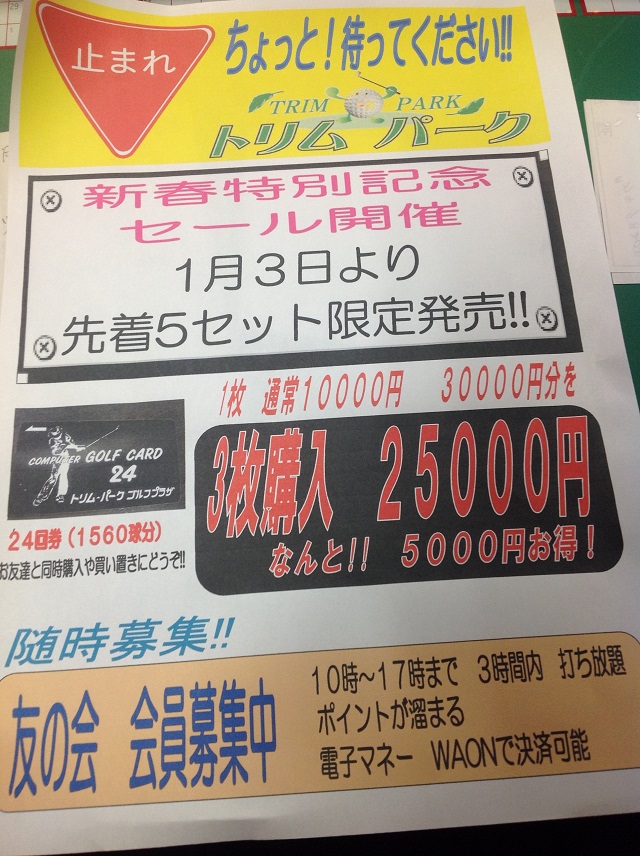 止まれ
ちょっと!待ってください!!
TRIM PARK
トリム パーク
新春特別記念
セール開催
1月3日より
先着5セット限定発売!!
1枚 通常10000円 30000円分を
3枚購入 25000円
なんと!! 5000円お得!
COMPUTER GOLF CARD
24
トリム・パーク ゴルフプラザ
24回券(1560球分)
お友達と同時購入や買い置きにどうぞ!!
随時募集!!
友の会 会員募集中
10時~17時まで 3時間内 打ち放題
ポイントが溜まる
電子マネー WAONで決済可能